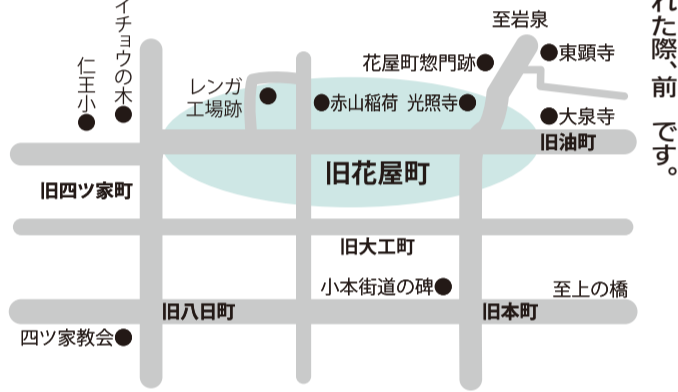 れた際、前　です。
至岩泉
イチョウの木
仁王小
花屋町惣門跡
東顕寺
レンガ
工場跡
赤山稲荷
光照寺
大泉寺
旧油町
旧花屋町
旧四ツ家町
旧大工町
小本街道の碑
至上の橋
旧八日町
旧本町
四ツ家教会